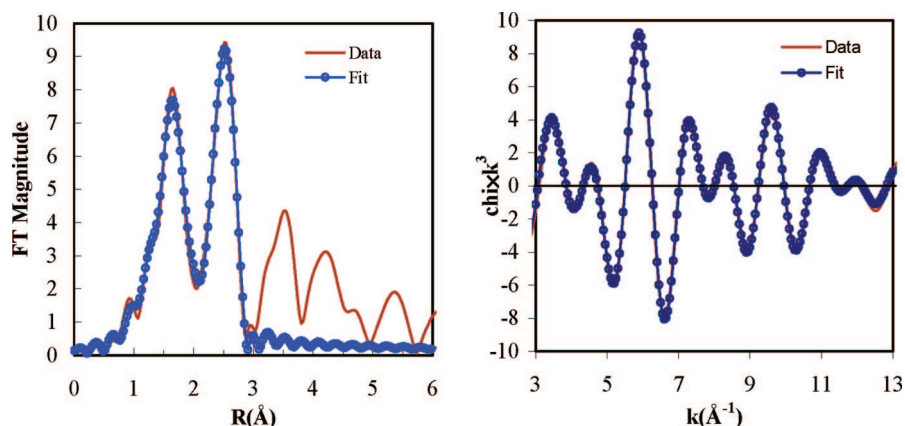 10
9
8
7
6
5
4
3
2
1
0
FT Magnitude
Data
Fit
0 1 2 3 4 5 6
R(Å)
10
8
6
4
2
0
-2
-4
-6
-8
-10
chi×k³
Data
Fit
3 5 7 9 11 13
k(Å⁻¹)